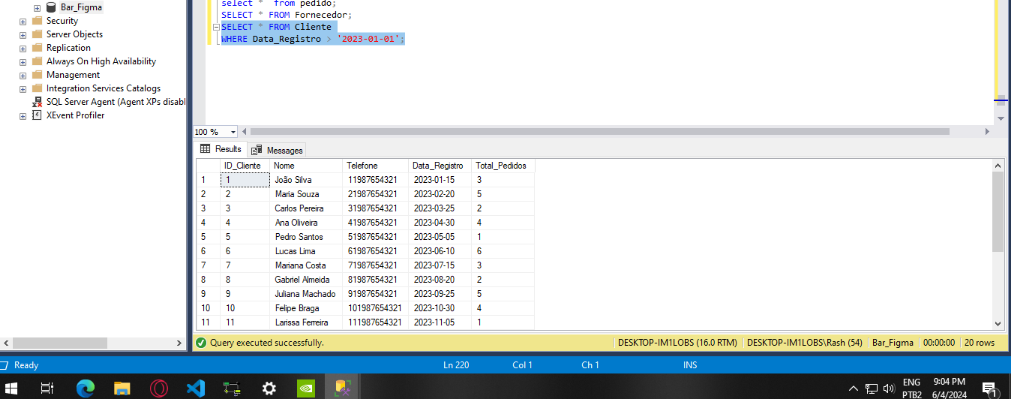 Bar_Figma
Security
Server Objects
Replication
Always On High Availability
Management
Integration Services Catalogs
SQL Server Agent (Agent XPs disabl
XEvent Profiler
select * from pedido;
SELECT * FROM Fornecedor;
SELECT * FROM Cliente
WHERE Data_Registro > '2023-01-01';
100 %
Results Messages
ID_Cliente Nome Telefone Data_Registro Total_Pedidos
1 1 João Silva 11987654321 2023-01-15 3
2 2 Maria Souza 21987654321 2023-02-20 5
3 3 Carlos Pereira 31987654321 2023-03-25 2
4 4 Ana Oliveira 41987654321 2023-04-30 4
5 5 Pedro Santos 51987654321 2023-05-05 1
6 6 Lucas Lima 61987654321 2023-06-10 6
7 7 Mariana Costa 71987654321 2023-07-15 3
8 8 Gabriel Almeida 81987654321 2023-08-20 2
9 9 Juliana Machado 91987654321 2023-09-25 5
10 10 Felipe Braga 101987654321 2023-10-30 4
11 11 Larissa Ferreira 111987654321 2023-11-05 1
Query executed successfully. DESKTOP-IM1LOBS (16.0 RTM) DESKTOP-IM1LOBS\Rash (54) Bar_Figma 00:00:00 20 rows
Ready Ln 220 Col 1 Ch 1 INS
ENG 9:04 PM
PTB2 6/4/2024 1